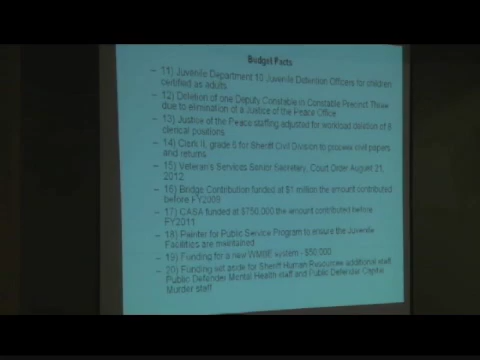 Budget Facts
– 11) Juvenile Department 10 Juvenile Detention Officers for children
certified as adults
– 12) Deletion of one Deputy Constable in Constable Precinct Three
due to elimination of a Justice of the Peace Office
– 13) Justice of the Peace staffing adjusted for workload deletion of
clerical positions
– 14) Clerk II, grade 5 for Sheriff Civil Division to process civil papers
and returns
– 15) Veteran's Services Senior Secretary, Court Order August 21,
2012
– 16) Bridge Contribution funded at $1 million the amount contributed
before FY2009
– 17) CASA funded at $750,000 the amount contributed before
FY2011
– 18) Painter for Public Service Program to ensure the Juvenile
Facilities are maintained
– 19) Funding for a new WMBE system - $50,000
– 20) Funding set aside for Sheriff Human Resources additional staff,
Public Defender Mental Health staff and Public Defender Capital
Murder staff